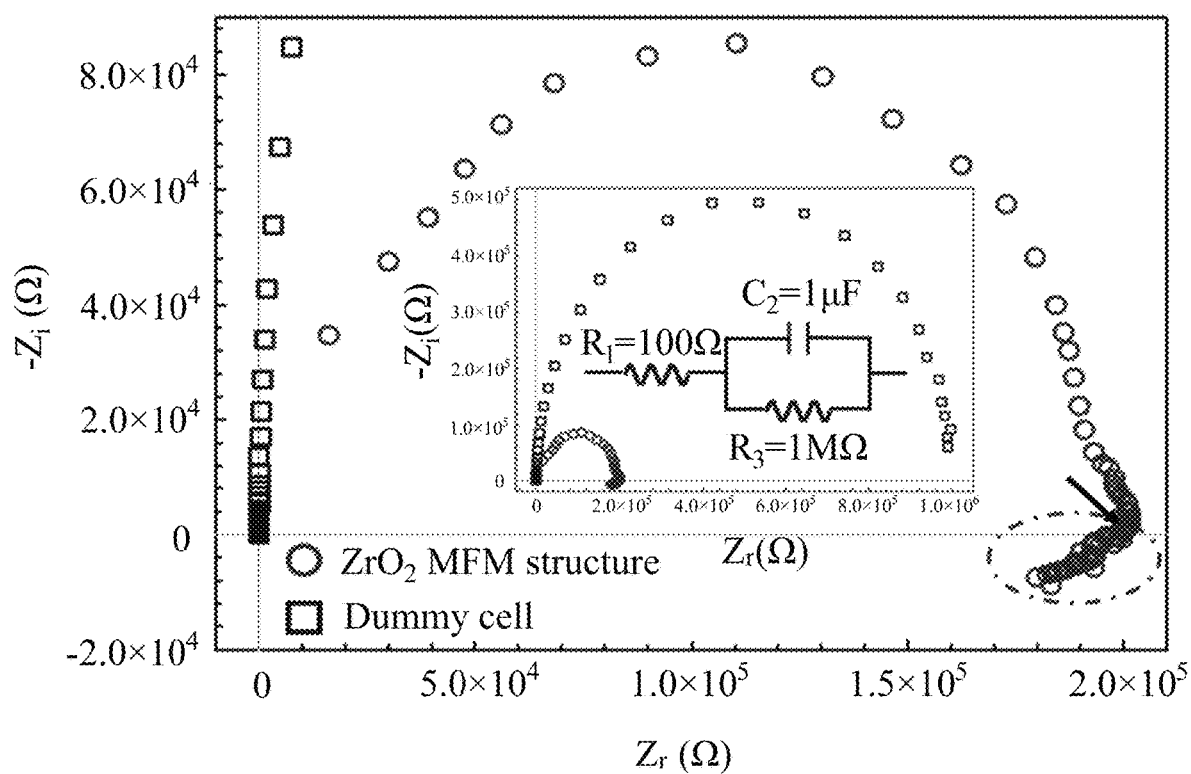 8.0×10⁴
6.0×10⁴
4.0×10⁴
2.0×10⁴
0
-2.0×10⁴
-Zᵢ (Ω)
5.0×10⁵
4.0×10⁵
3.0×10⁵
2.0×10⁵
1.0×10⁵
0
-Zᵢ(Ω)
C₂=1μF
R₁=100Ω
R₃=1MΩ
0 2.0×10⁵ 4.0×10⁵ 6.0×10⁵ 8.0×10⁵ 1.0×10⁶
Zᵣ(Ω)
ZrO₂ MFM structure
Dummy cell
0 5.0×10⁴ 1.0×10⁵ 1.5×10⁵ 2.0×10⁵
Zᵣ (Ω)